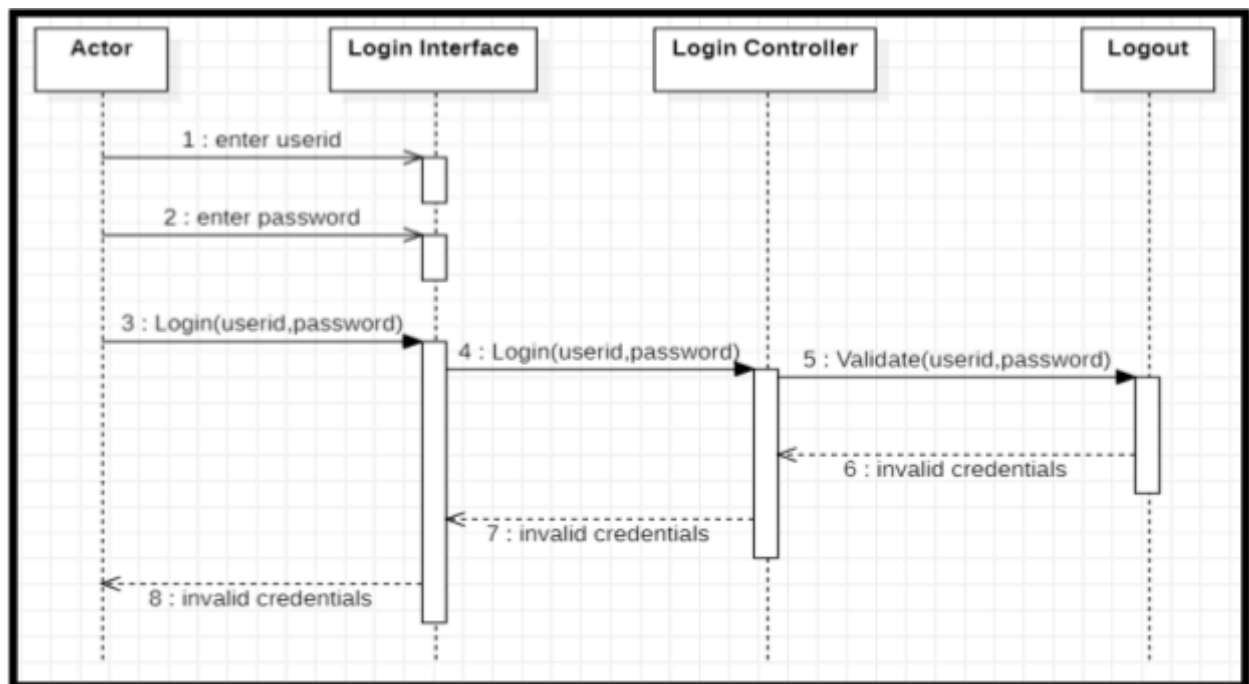 Actor
Login Interface
Login Controller
Logout
1 : enter userid
2 : enter password
3 : Login(userid,password)
4 : Login(userid,password)
5 : Validate(userid,password)
6 : invalid credentials
7 : invalid credentials
8 : invalid credentials